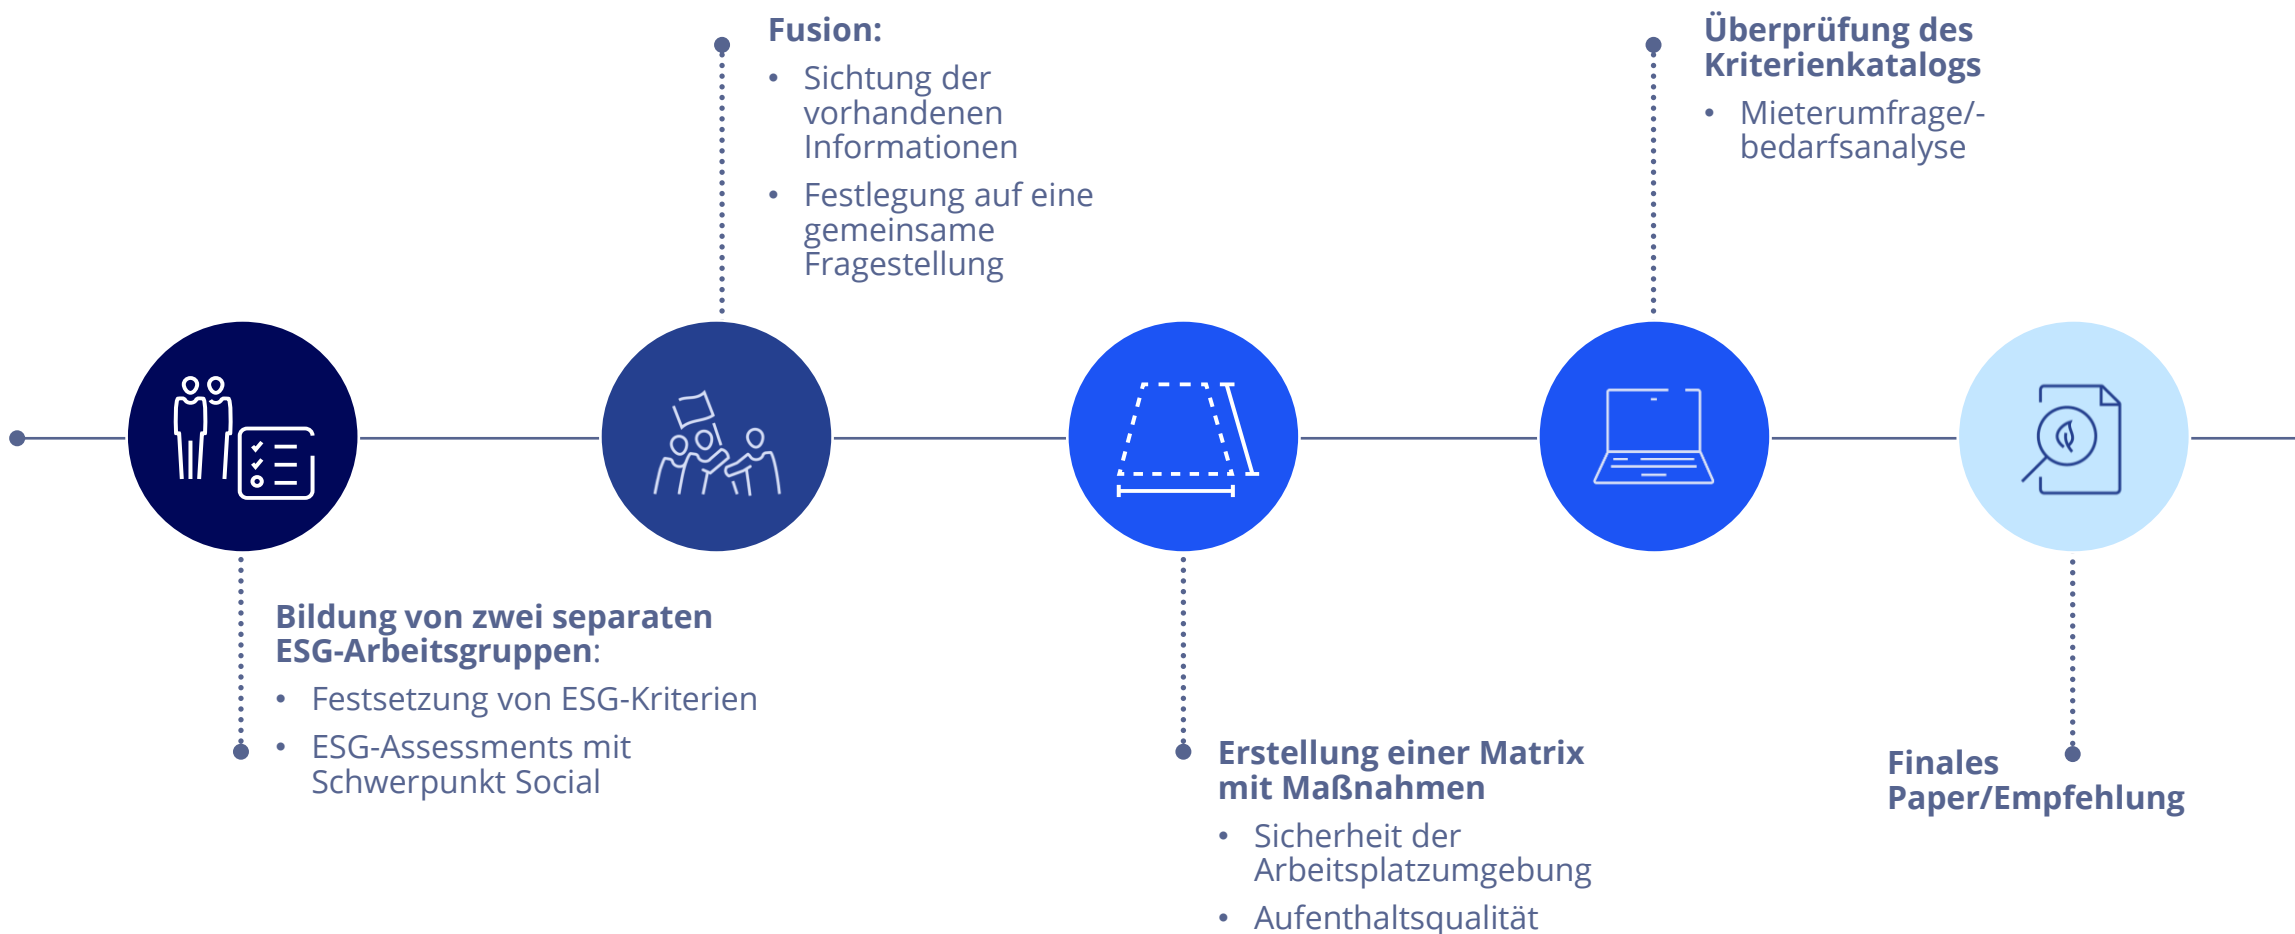 Fusion:
• Sichtung der
vorhandenen
Informationen
• Festlegung auf eine
gemeinsame
Fragestellung
Überprüfung des
Kriterienkatalogs
• Mieterumfrage/-
bedarfsanalyse
Bildung von zwei separaten
ESG-Arbeitsgruppen:
• Festsetzung von ESG-Kriterien
• ESG-Assessments mit
Schwerpunkt Social
Erstellung einer Matrix
mit Maßnahmen
• Sicherheit der
Arbeitsplatzumgebung
• Aufenthaltsqualität
Finales
Paper/Empfehlung